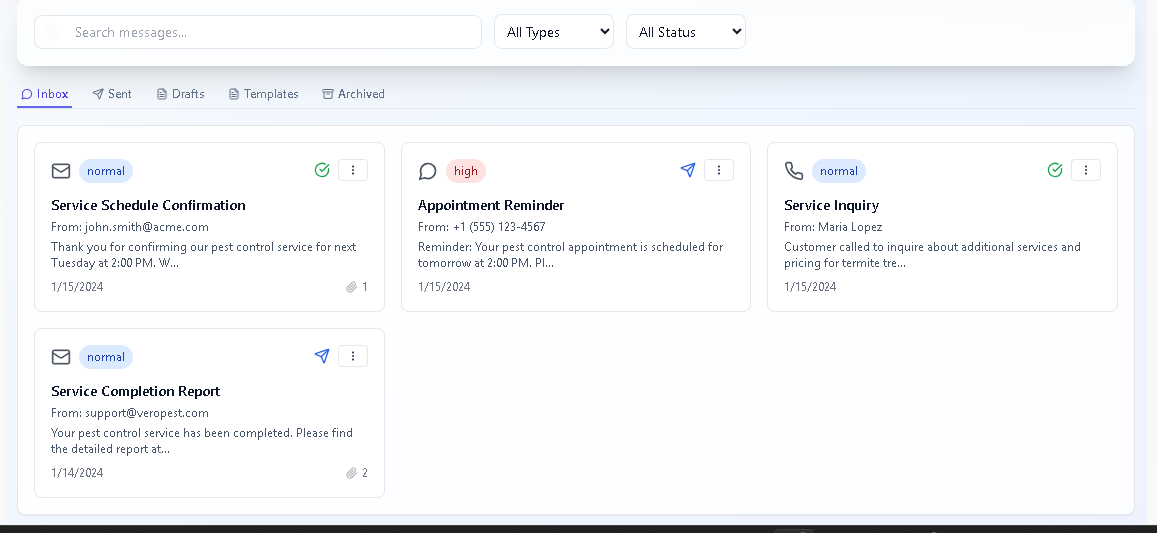 Search messages...
All Types
All Status
Inbox
Sent
Drafts
Templates
Archived
normal
Service Schedule Confirmation
From: john.smith@acme.com
Thank you for confirming our pest control service for next
Tuesday at 2:00 PM. W...
1/15/2024
1
high
Appointment Reminder
From: +1 (555) 123-4567
Reminder: Your pest control appointment is scheduled for
tomorrow at 2:00 PM. Pl...
1/15/2024
normal
Service Inquiry
From: Maria Lopez
Customer called to inquire about additional services and
pricing for termite tre...
1/15/2024
normal
Service Completion Report
From: support@veropest.com
Your pest control service has been completed. Please find
the detailed report at...
1/14/2024
2